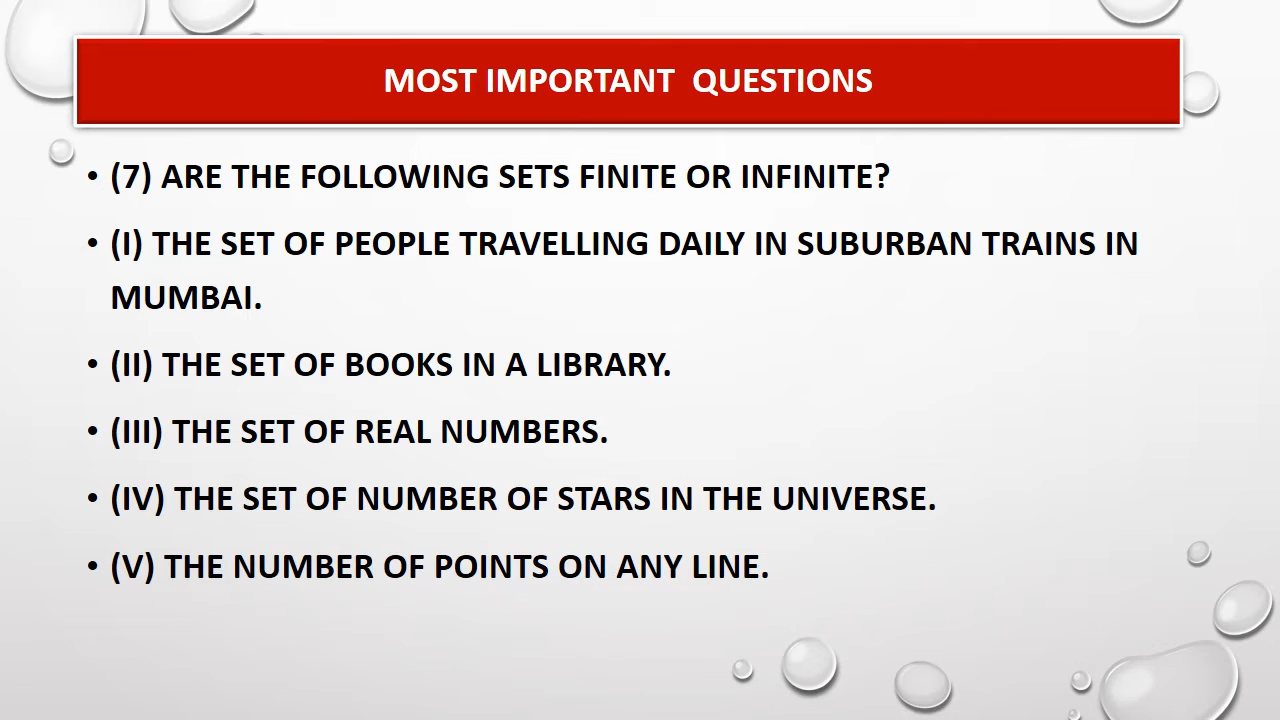 MOST IMPORTANT QUESTIONS
• (7) ARE THE FOLLOWING SETS FINITE OR INFINITE?
• (I) THE SET OF PEOPLE TRAVELLING DAILY IN SUBURBAN TRAINS IN
MUMBAI.
• (II) THE SET OF BOOKS IN A LIBRARY.
• (III) THE SET OF REAL NUMBERS.
• (IV) THE SET OF NUMBER OF STARS IN THE UNIVERSE.
• (V) THE NUMBER OF POINTS ON ANY LINE.